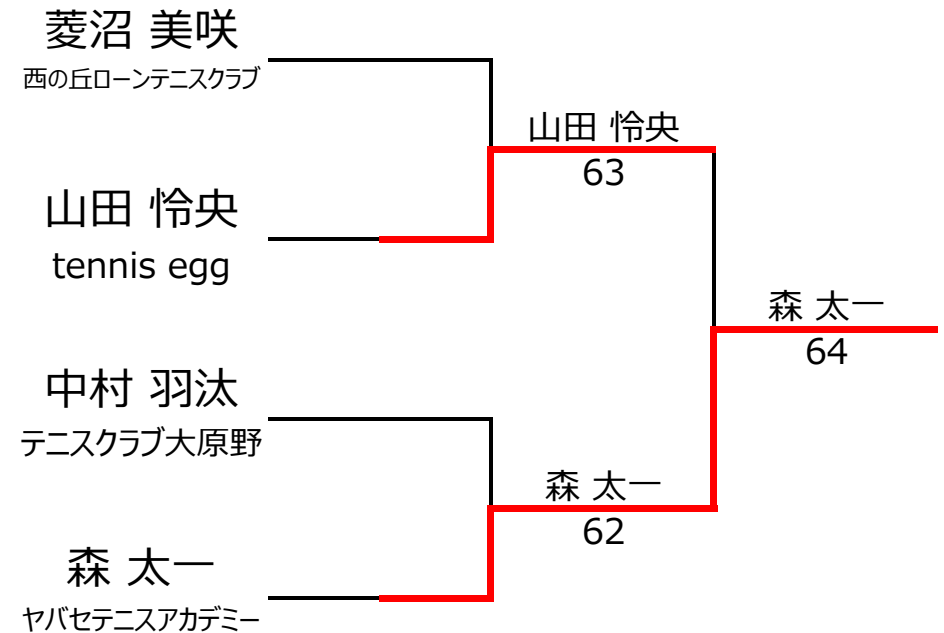 菱沼 美咲
西の丘ローンテニスクラブ
山田 怜央
63
山田 怜央
tennis egg
森 太一
64
中村 羽汰
テニスクラブ大原野
森 太一
62
森 太一
ヤバセテニスアカデミー